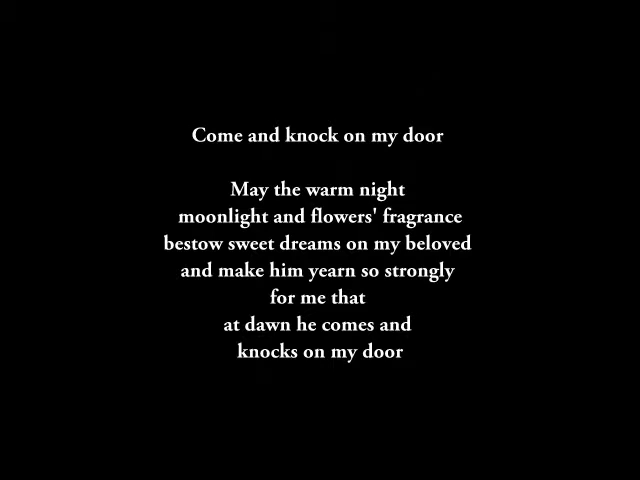 Come and knock on my door
May the warm night
moonlight and flowers' fragrance
bestow sweet dreams on my beloved
and make him yearn so strongly
for me that
at dawn he comes and
knocks on my door